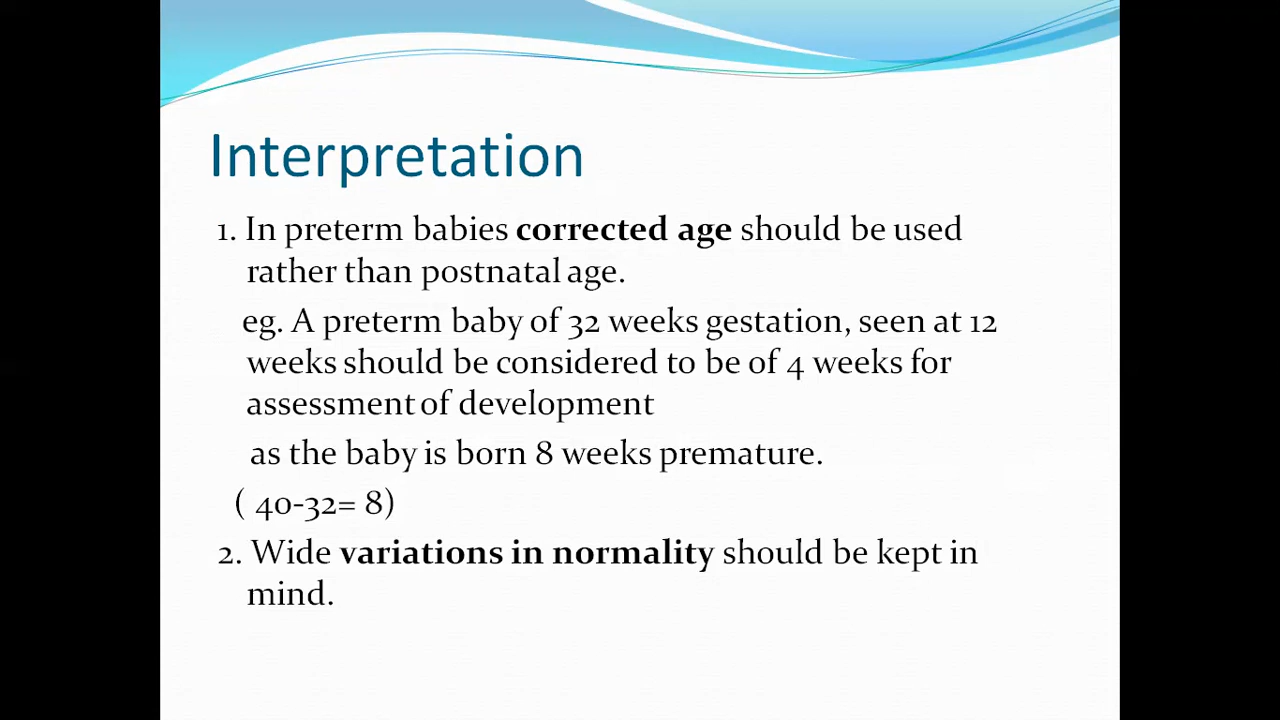 Interpretation
1. In preterm babies corrected age should be used
rather than postnatal age.
eg. A preterm baby of 32 weeks gestation, seen at 12
weeks should be considered to be of 4 weeks for
assessment of development
as the baby is born 8 weeks premature.
( 40-32= 8)
2. Wide variations in normality should be kept in
mind.